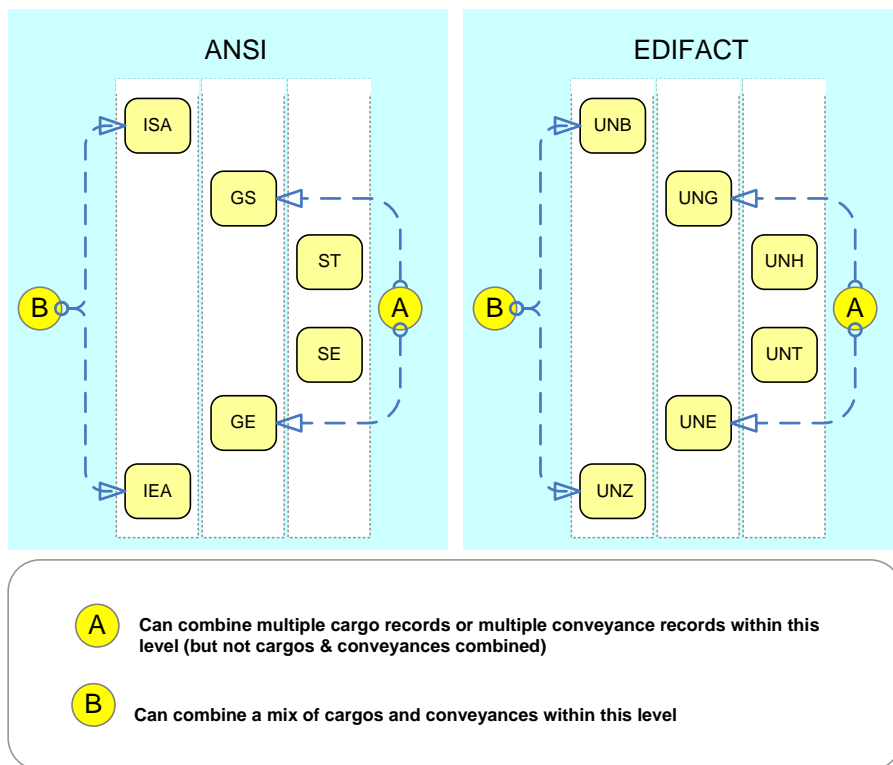 ANSI
ISA
GS
ST
B
A
SE
GE
IEA
EDIFACT
UNB
UNG
UNH
B
A
UNT
UNE
UNZ
A
Can combine multiple cargo records or multiple conveyance records within this
level (but not cargos & conveyances combined)
B
Can combine a mix of cargos and conveyances within this level